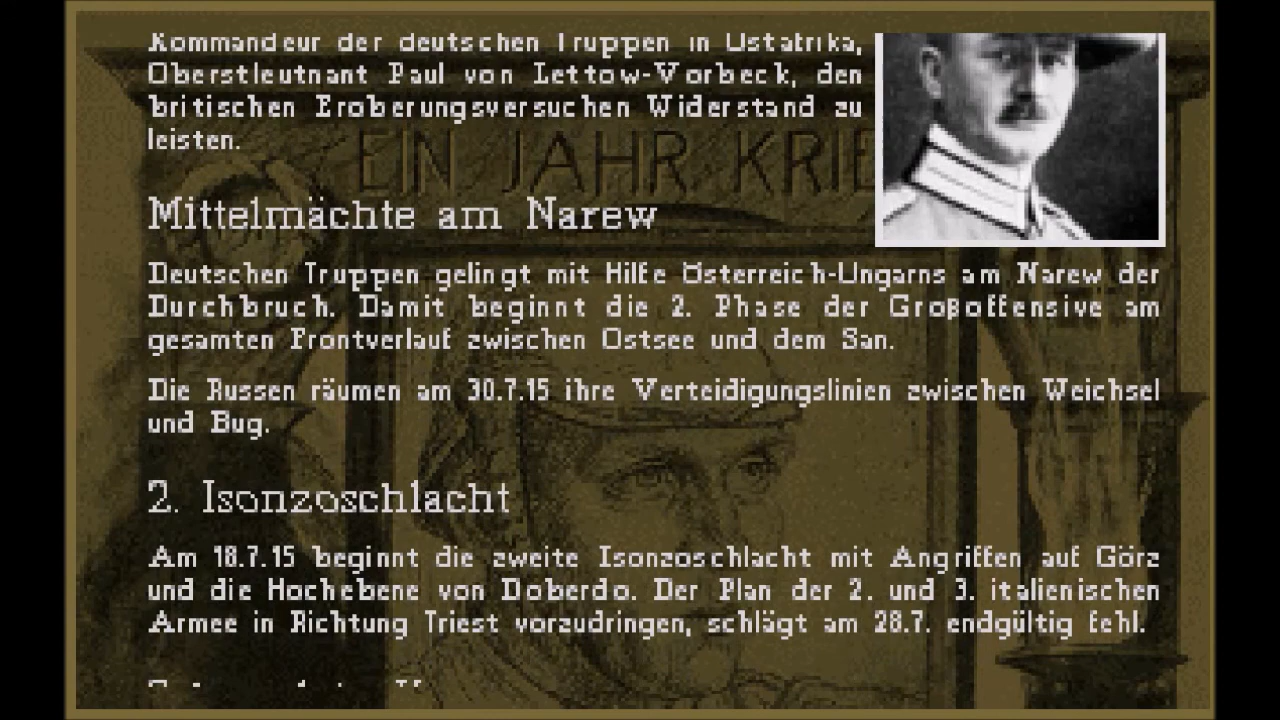 Kommandeur der deutschen Truppen in Ostafrika,
Oberstleutnant Paul von Lettow-Vorbeck, den
britischen Eroberungsversuchen Widerstand zu
leisten.
EIN JAHR KRIE
Mittelmächte am Narew
Deutschen Truppen gelingt mit Hilfe Österreich-Ungarns am Narew der
Durchbruch. Damit beginnt die 2. Phase der Großoffensive am
gesamten Frontverlauf zwischen Ostsee und dem San.
Die Russen räumen am 30.7.15 ihre Verteidigungslinien zwischen Weichsel
und Bug.
2. Isonzoschlacht
Am 18.7.15 beginnt die zweite Isonzoschlacht mit Angriffen auf Görz
und die Hochebene von Doberdo. Der Plan der 2. und 3. italienischen
Armee in Richtung Triest vorzudringen, schlägt am 28.7. endgültig fehl.